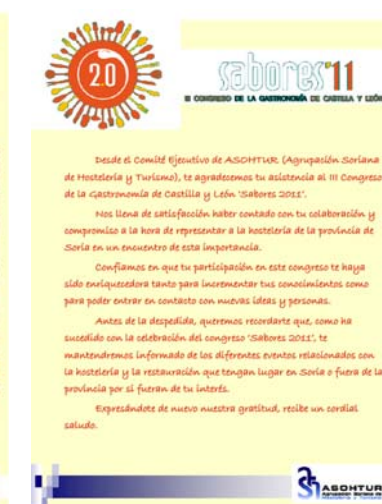 2.0
sabores'11
III CONGRESO DE LA GASTRONOMÍA DE CASTILLA Y LEÓN
Desde el Comité Ejecutivo de ASOHTUR (Agrupación Soriana
de Hostelería y Turismo), te agradecemos tu asistencia al III Congreso
de la Gastronomía de Castilla y León 'Sabores 2011'.
Nos llena de satisfacción haber contado con tu colaboración y
compromiso a la hora de representar a la hostelería de la provincia de
Soria en un encuentro de esta importancia.
Confiamos en que tu participación en este congreso te haya
sido enriquecedora tanto para incrementar tus conocimientos como
para poder entrar en contacto con nuevas ideas y personas.
Antes de la despedida, queremos recordarte que, como ha
sucedido con la celebración del congreso 'Sabores 2011', te
mantendremos informado de los diferentes eventos relacionados con
la hostelería y la restauración que tengan lugar en Soria o fuera de la
provincia por si fueran de tu interés.
Expresándote de nuevo nuestra gratitud, recibe un cordial
saludo.
ASOHTUR
Agrupación Soriana de
Hostelería y Turismo